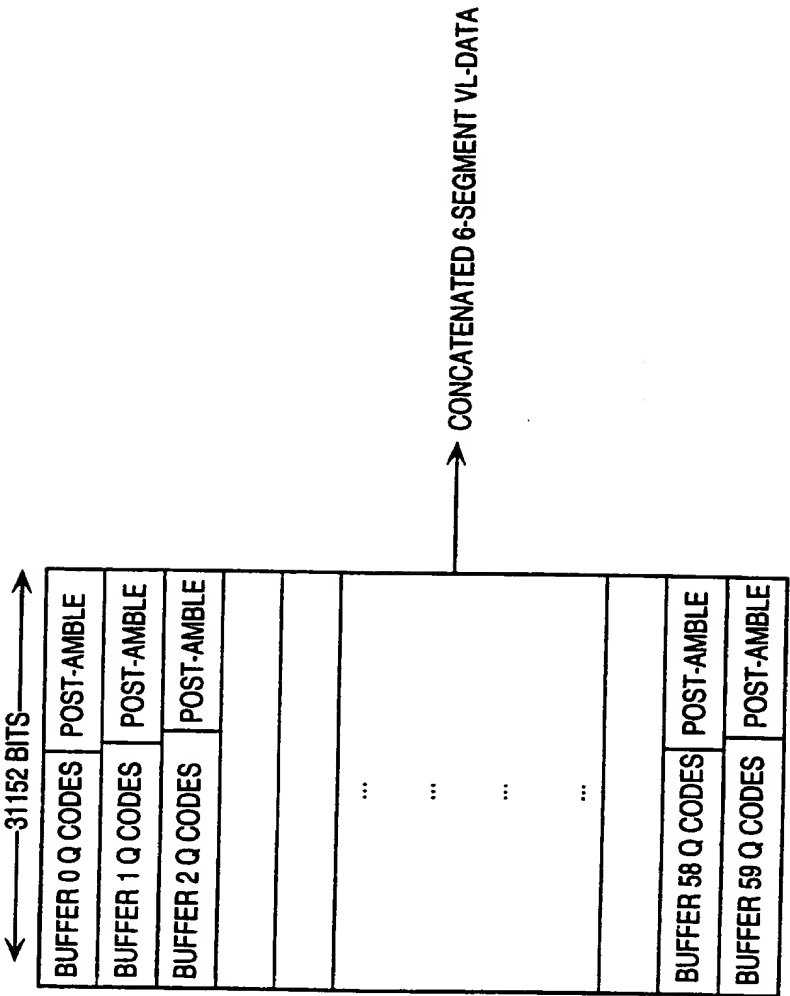 31152 BITS
BUFFER 0 Q CODES POST-AMBLE
BUFFER 1 Q CODES POST-AMBLE
BUFFER 2 Q CODES POST-AMBLE
...
...
...
...
BUFFER 58 Q CODES POST-AMBLE
BUFFER 59 Q CODES POST-AMBLE
CONCATENATED 6-SEGMENT VL-DATA